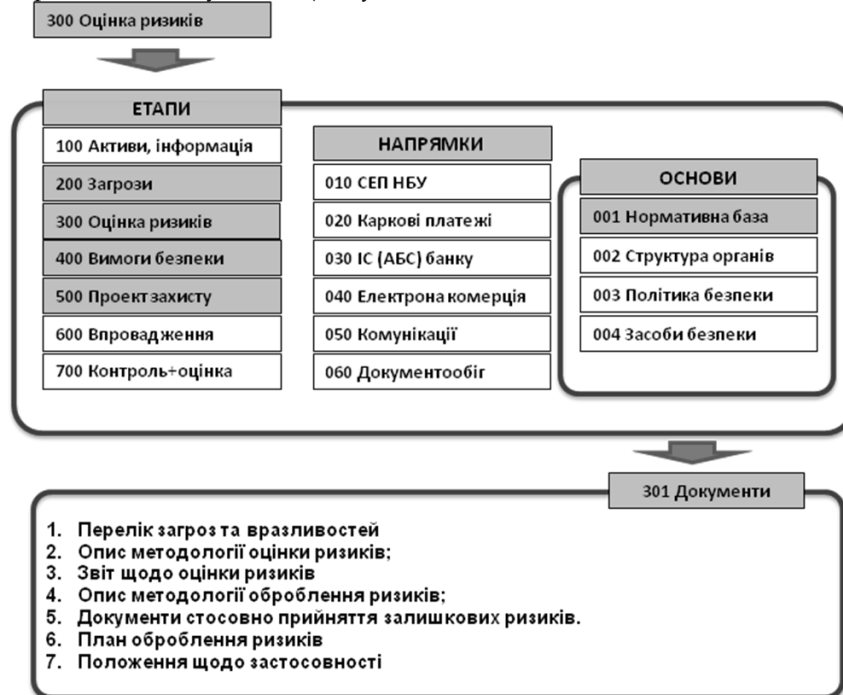 300 Оцінка ризиків
ЕТАПИ
100 Активи, інформація
200 Загрози
300 Оцінка ризиків
400 Вимоги безпеки
500 Проект захисту
600 Впровадження
700 Контроль+оцінка
НАПРЯМКИ
010 СЕП НБУ
020 Каркові платежі
030 ІС (АБС) банку
040 Електрона комерція
050 Комунікації
060 Документообіг
ОСНОВИ
001 Нормативна база
002 Структура органів
003 Політика безпеки
004 Засоби безпеки
301 Документи
1. Перелік загроз та вразливостей
2. Опис методології оцінки ризиків;
3. Звіт щодо оцінки ризиків
4. Опис методології оброблення ризиків;
5. Документи стосовно прийняття залишкових ризиків.
6. План оброблення ризиків
7. Положення щодо застосовності